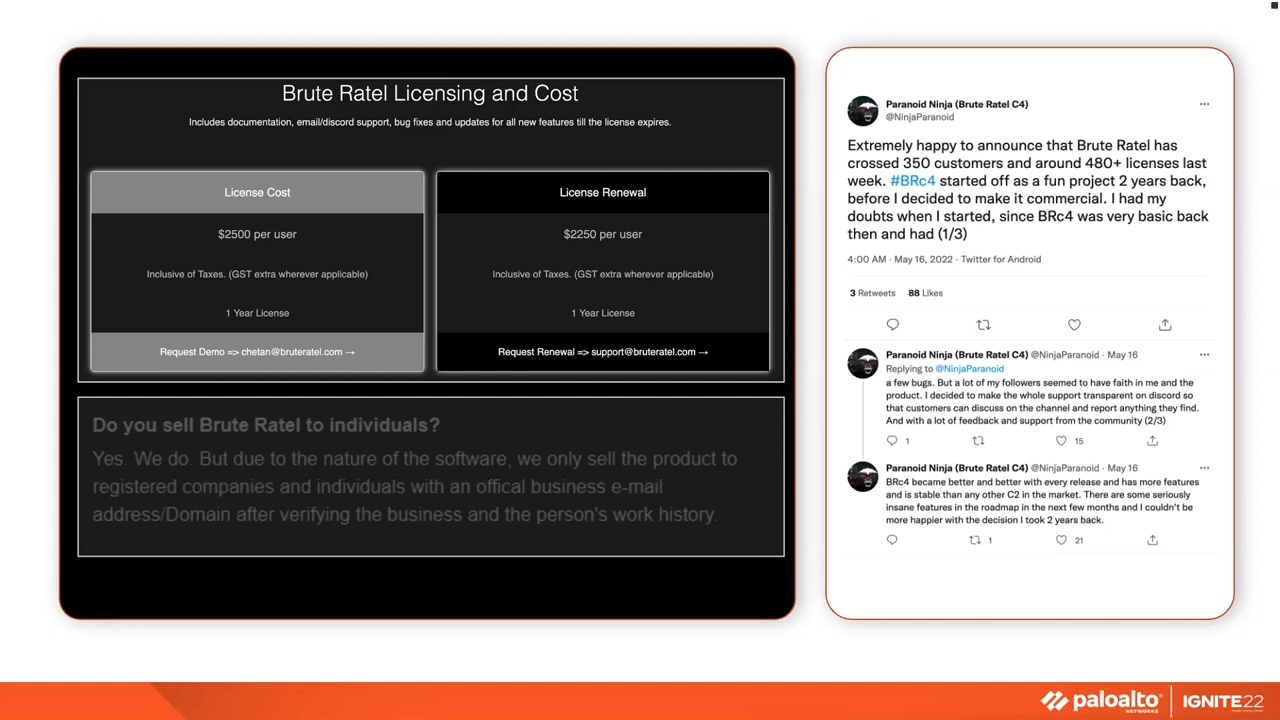 Brute Ratel Licensing and Cost
Includes documentation, email/discord support, bug fixes and updates for all new features till the license expires.
License Cost
$2500 per user
Inclusive of Taxes. (GST extra wherever applicable)
1 Year License
Request Demo => chetan@bruteratel.com →
License Renewal
$2250 per user
Inclusive of Taxes. (GST extra wherever applicable)
1 Year License
Request Renewal => support@bruteratel.com →
Do you sell Brute Ratel to individuals?
Yes. We do. But due to the nature of the software, we only sell the product to
registered companies and individuals with an offical business e-mail
address/Domain after verifying the business and the person's work history.
Paranoid Ninja (Brute Ratel C4)
@NinjaParanoid
Extremely happy to announce that Brute Ratel has
crossed 350 customers and around 480+ licenses last
week. #BRc4 started off as a fun project 2 years back,
before I decided to make it commercial. I had my
doubts when I started, since BRc4 was very basic back
then and had (1/3)
4:00 AM · May 16, 2022 · Twitter for Android
3 Retweets 88 Likes
Paranoid Ninja (Brute Ratel C4) @NinjaParanoid · May 16
Replying to @NinjaParanoid
a few bugs. But a lot of my followers seemed to have faith in me and the
product. I decided to make the whole support transparent on discord so
that customers can discuss on the channel and report anything they find.
And with a lot of feedback and support from the community (2/3)
1 15
Paranoid Ninja (Brute Ratel C4) @NinjaParanoid · May 16
BRC4 became better and better with every release and has more features
and is stable than any other C2 in the market. There are some seriously
insane features in the roadmap in the next few months and I couldn't be
more happier with the decision I took 2 years back.
1 21
paloalto NETWORKS IGNITE22